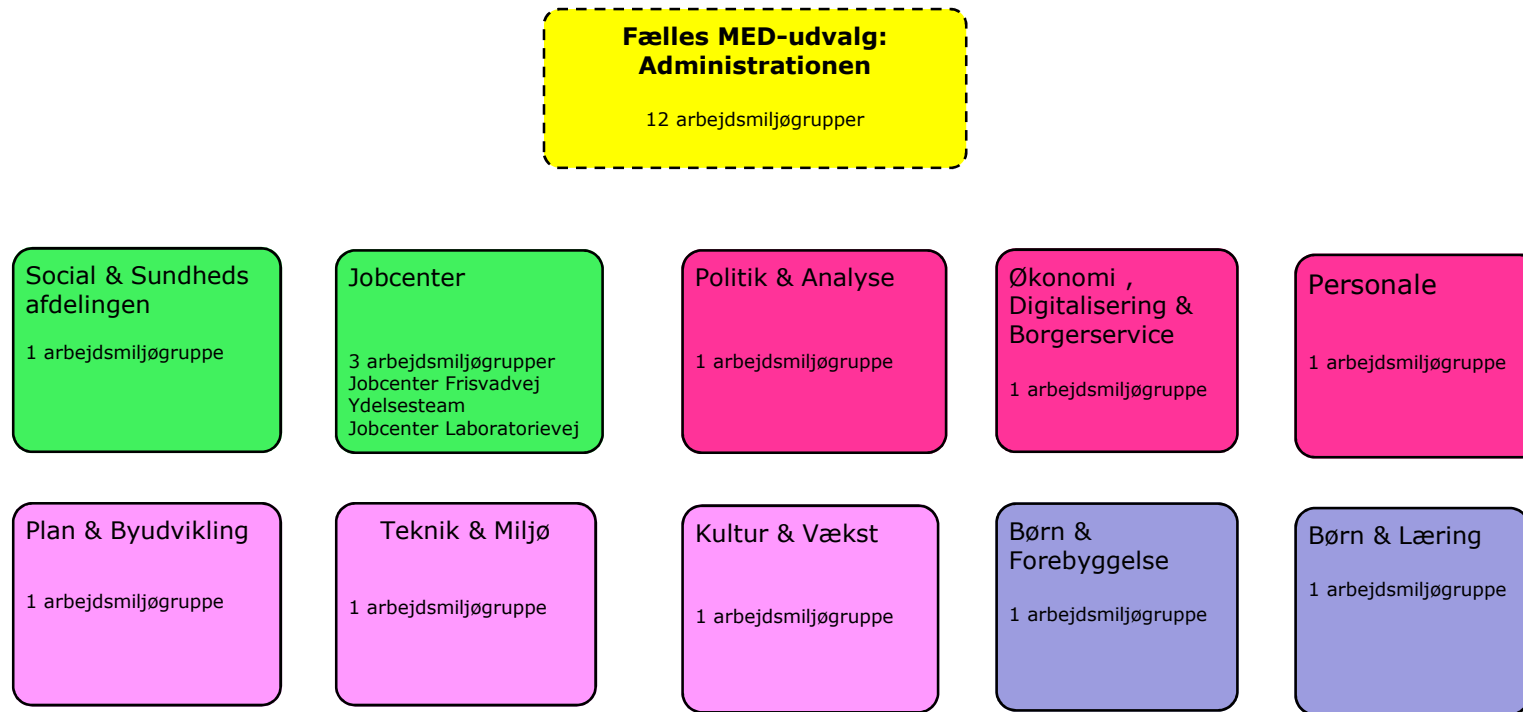 Fælles MED-udvalg:
Administrationen
12 arbejdsmiljøgrupper
Social & Sundheds
afdelingen
1 arbejdsmiljøgruppe
Jobcenter
3 arbejdsmiljøgrupper
Jobcenter Frisvadvej
Ydelsesteam
Jobcenter Laboratorievej
Politik & Analyse
1 arbejdsmiljøgruppe
Økonomi ,
Digitalisering &
Borgerservice
1 arbejdsmiljøgruppe
Personale
1 arbejdsmiljøgruppe
Plan & Byudvikling
1 arbejdsmiljøgruppe
Teknik & Miljø
1 arbejdsmiljøgruppe
Kultur & Vækst
1 arbejdsmiljøgruppe
Børn &
Forebyggelse
1 arbejdsmiljøgruppe
Børn & Læring
1 arbejdsmiljøgruppe